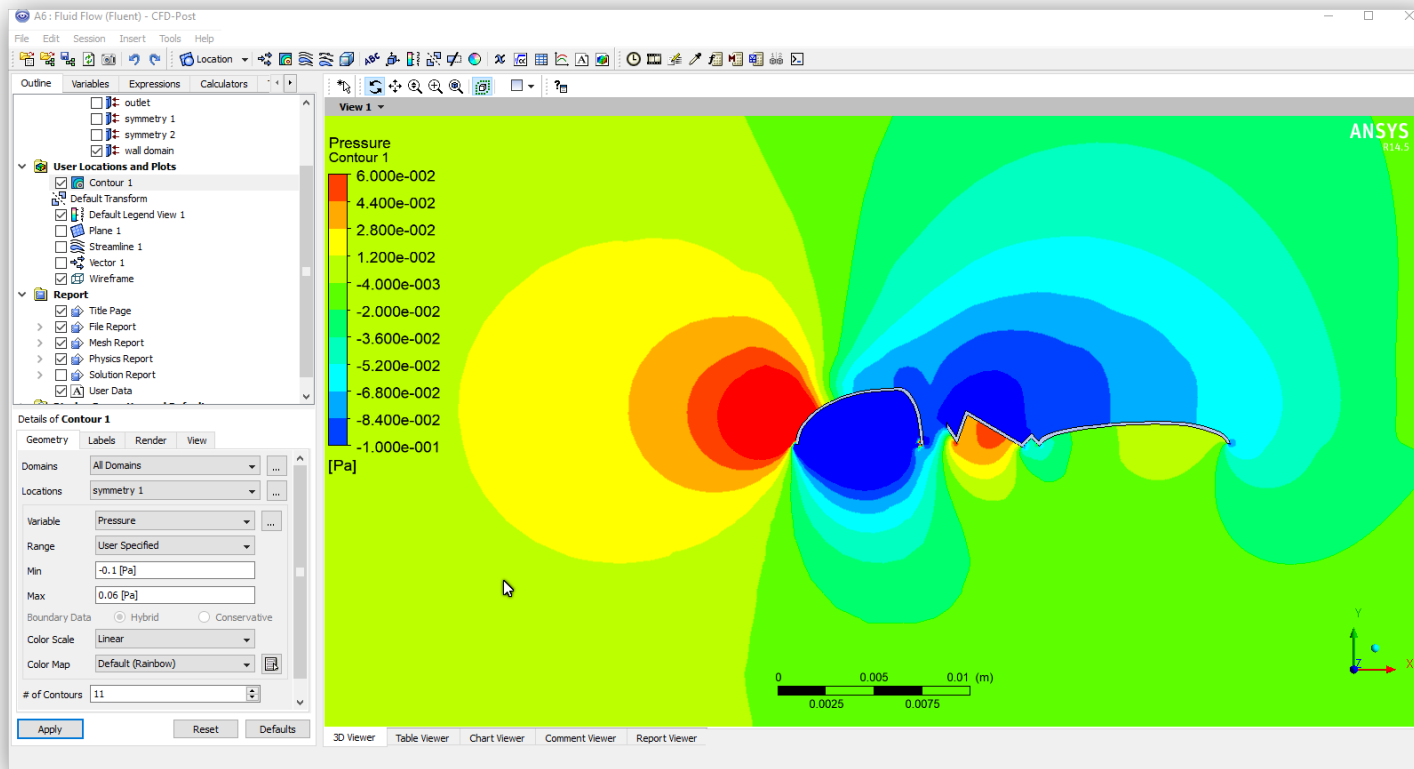 A6 : Fluid Flow (Fluent) - CFD-Post
File Edit Session Insert Tools Help
Location
Outline Variables Expressions Calculators
outlet
symmetry 1
symmetry 2
wall domain
User Locations and Plots
Contour 1
Default Transform
Default Legend View 1
Plane 1
Streamline 1
Vector 1
Wireframe
Report
Title Page
File Report
Mesh Report
Physics Report
Solution Report
User Data
Details of Contour 1
Geometry Labels Render View
Domains All Domains ...
Locations symmetry 1 ...
Variable Pressure ...
Range User Specified
Min -0.1 [Pa]
Max 0.06 [Pa]
Boundary Data Hybrid Conservative
Color Scale Linear
Color Map Default (Rainbow)
# of Contours 11
Apply Reset Defaults
View 1
Pressure
Contour 1
6.000e-002
4.400e-002
2.800e-002
1.200e-002
-4.000e-003
-2.000e-002
-3.600e-002
-5.200e-002
-6.800e-002
-8.400e-002
-1.000e-001
[Pa]
ANSYS
R14.5
0 0.005 0.01 (m)
0.0025 0.0075
Y
Z X
3D Viewer Table Viewer Chart Viewer Comment Viewer Report Viewer